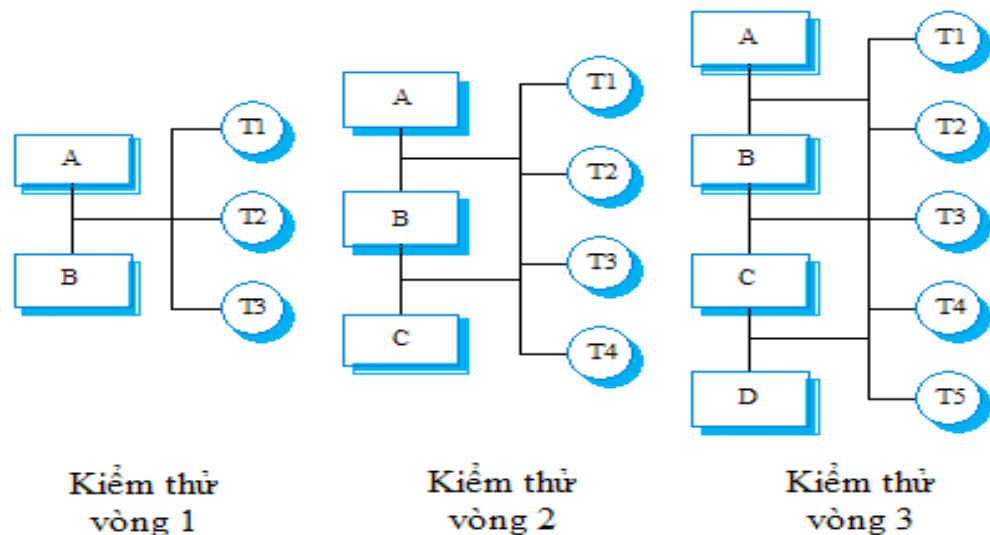 A
B
T1
T2
T3
Kiểm thử
vòng 1
A
B
C
T1
T2
T3
T4
Kiểm thử
vòng 2
A
B
C
D
T1
T2
T3
T4
T5
Kiểm thử
vòng 3